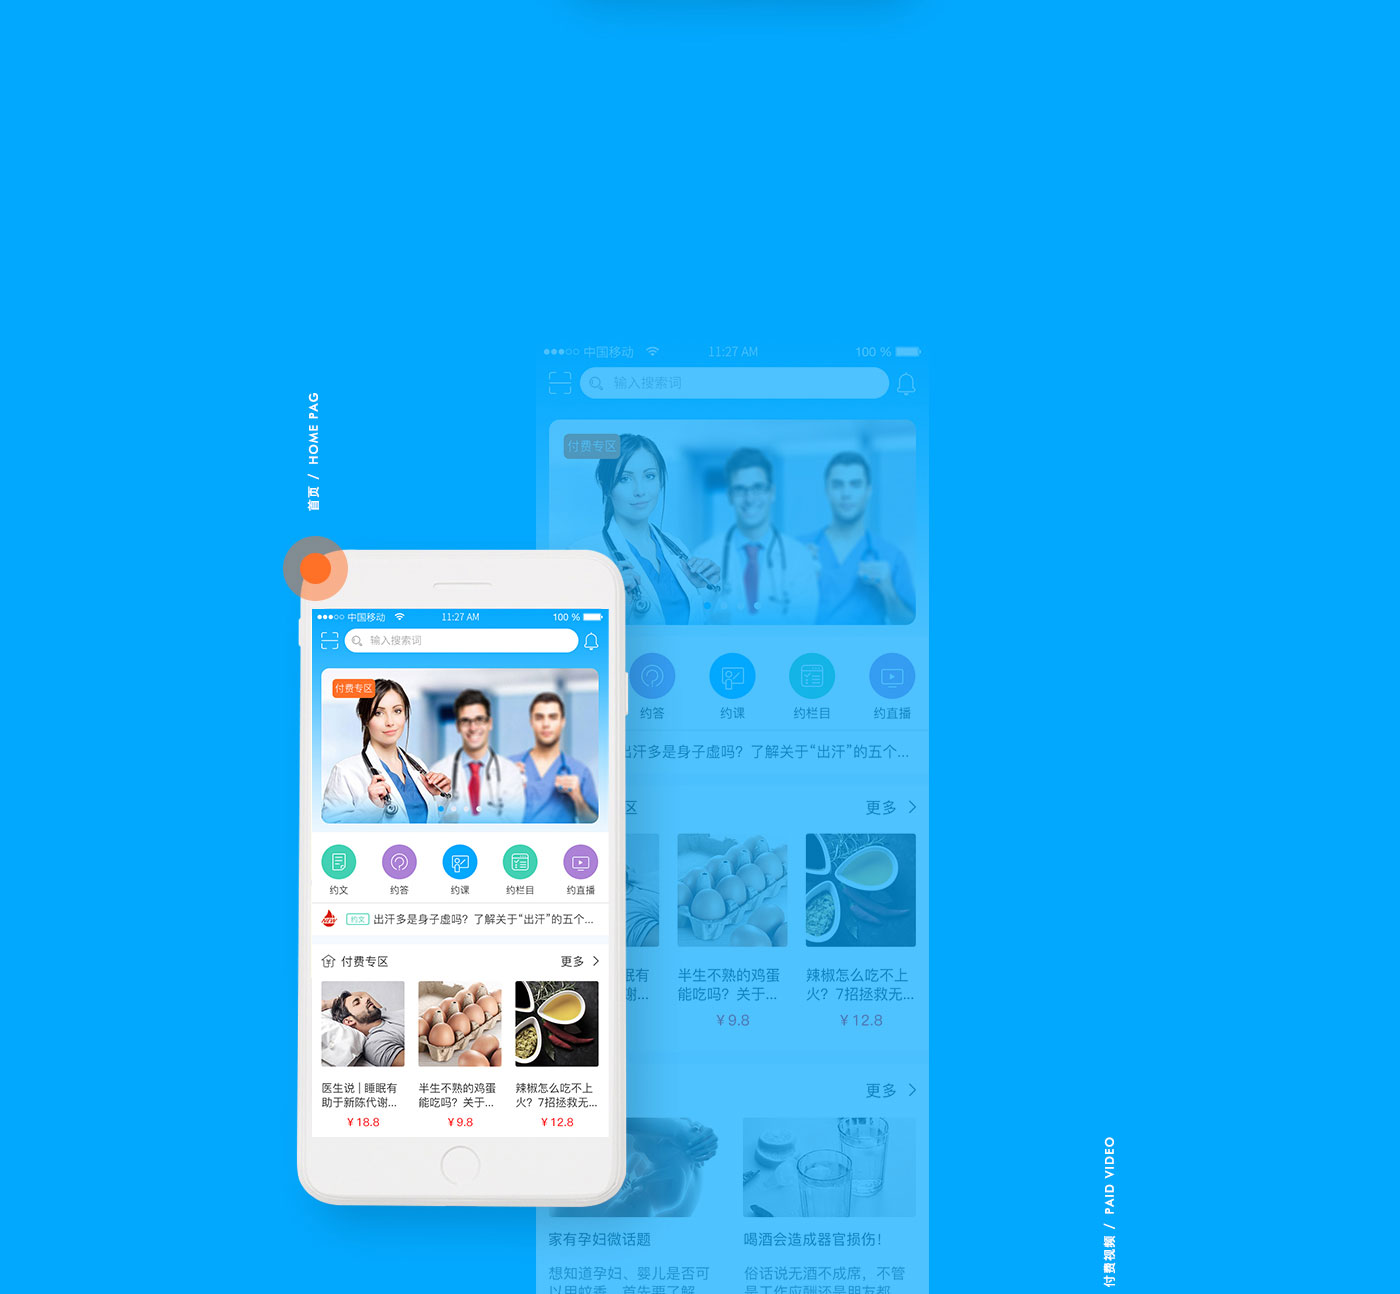 首页 / HOME PAG
中国移动 11:27 AM 100 %
输入搜索词
付费专区
约答 约课 约栏目 约直播
出汗多是身子虚吗？了解关于“出汗”的五个...
区 更多
眠有
谢...
半生不熟的鸡蛋
能吃吗？关于...
¥ 9.8
辣椒怎么吃不上
火？7招拯救无...
¥ 12.8
更多
家有孕妇微话题
想知道孕妇、婴儿是否可
以用蚊香，首先要了解
喝酒会造成器官损伤！
俗话说无酒不成席，不管
是工作应酬还是朋友都
中国移动 11:27 AM 100 %
输入搜索词
付费专区
约文 约答 约课 约栏目 约直播
NEW 约文 出汗多是身子虚吗？了解关于“出汗”的五个...
付费专区 更多
医生说 | 睡眠有
助于新陈代谢...
¥ 18.8
半生不熟的鸡蛋
能吃吗？关于...
¥ 9.8
辣椒怎么吃不上
火？7招拯救无...
¥ 12.8
付费视频 / PAID VIDEO